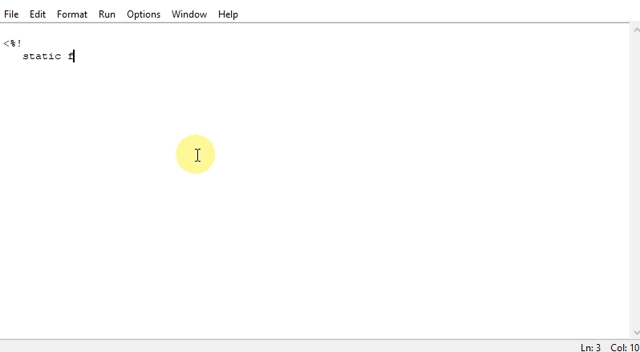 File Edit Format Run Options Window Help
<%!
static f
Ln: 3 Col: 10